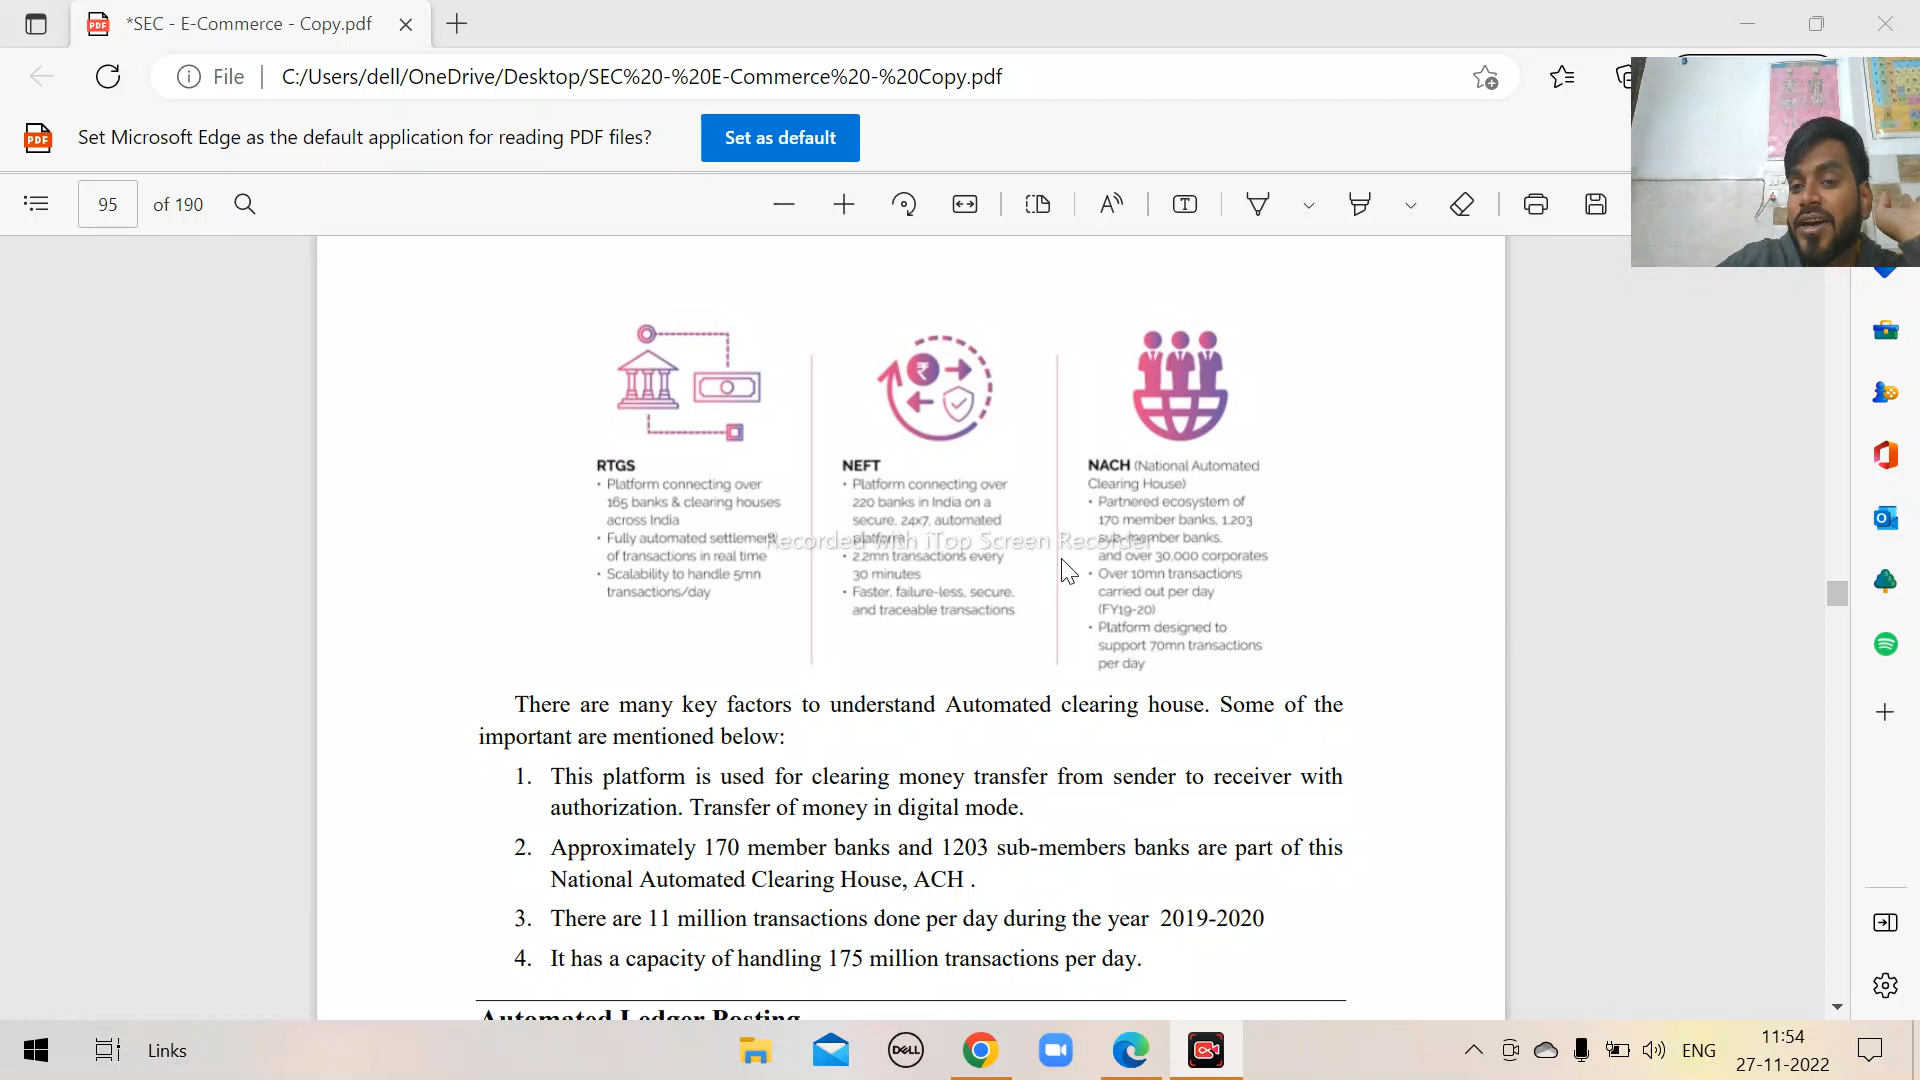 *SEC - E-Commerce - Copy.pdf
File
C:/Users/dell/OneDrive/Desktop/SEC%20-%20E-Commerce%20-%20Copy.pdf
PDF
Set Microsoft Edge as the default application for reading PDF files?
Set as default
95
of 190
RTGS
• Platform connecting over
165 banks & clearing houses
across India
• Fully automated settlement
of transactions in real time
• Scalability to handle 5mn
transactions/day
NEFT
• Platform connecting over
220 banks in India on a
secure, 24x7, automated
platform
• 2.2mn transactions every
30 minutes
• Faster, failure-less, secure,
and traceable transactions
NACH (National Automated
Clearing House)
• Partnered ecosystem of
170 member banks, 1,203
sub-member banks,
and over 30,000 corporates
• Over 10mn transactions
carried out per day
(FY19-20)
• Platform designed to
support 70mn transactions
per day
Recorded with iTop Screen Recorder
There are many key factors to understand Automated clearing house. Some of the
important are mentioned below:
1. This platform is used for clearing money transfer from sender to receiver with
authorization. Transfer of money in digital mode.
2. Approximately 170 member banks and 1203 sub-members banks are part of this
National Automated Clearing House, ACH .
3. There are 11 million transactions done per day during the year 2019-2020
4. It has a capacity of handling 175 million transactions per day.
Automated Ledger Posting
Links
DELL
ENG
11:54
27-11-2022